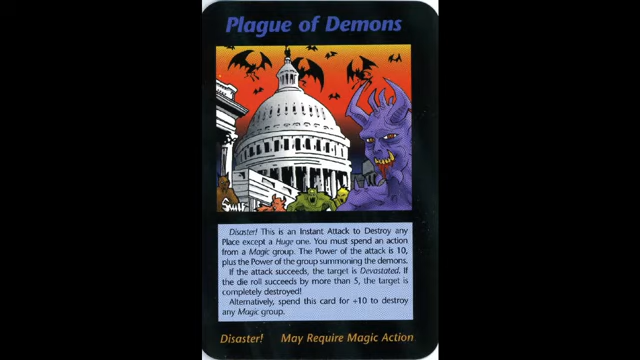 Plague of Demons
Disaster! This is an Instant Attack to Destroy any
Place except a Huge one. You must spend an action
from a Magic group. The Power of the attack is 10,
plus the Power of the group summoning the demons.
If the attack succeeds, the target is Devastated. If
the die roll succeeds by more than 5, the target is
completely destroyed!
Alternatively, spend this card for +10 to destroy
any Magic group.
Disaster! May Require Magic Action